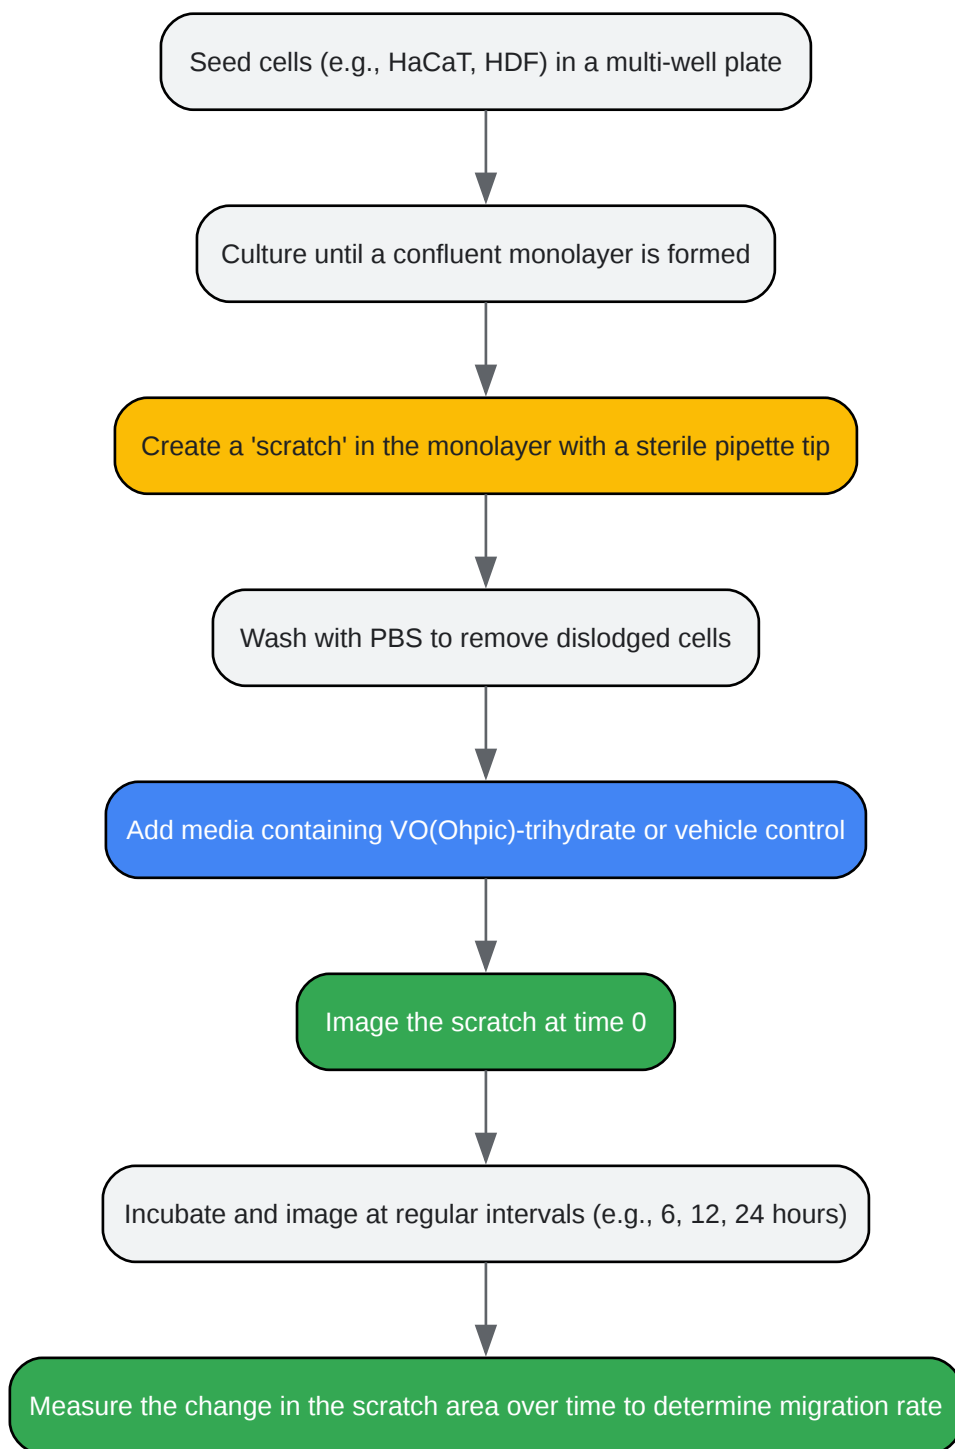 Seed cells (e.g., HaCaT, HDF) in a multi-well plate
Culture until a confluent monolayer is formed
Create a 'scratch' in the monolayer with a sterile pipette tip
Wash with PBS to remove dislodged cells
Add media containing VO(Ohpic)-trihydrate or vehicle control
Image the scratch at time 0
Incubate and image at regular intervals (e.g., 6, 12, 24 hours)
Measure the change in the scratch area over time to determine migration rate